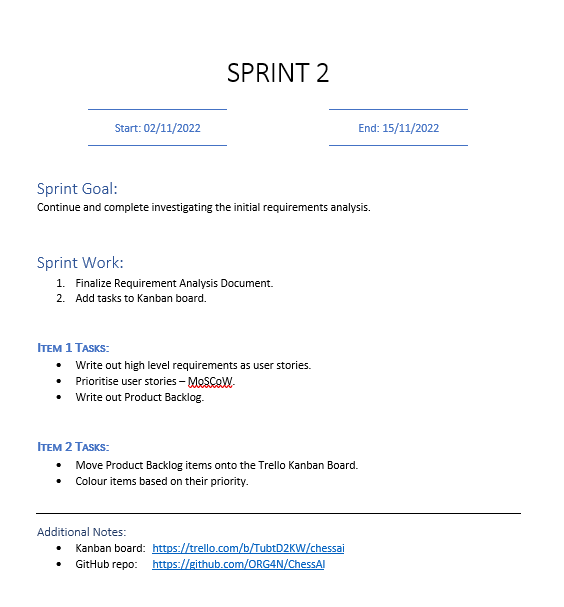 SPRINT 2
Start: 02/11/2022
End: 15/11/2022
Sprint Goal:
Continue and complete investigating the initial requirements analysis.
Sprint Work:
1. Finalize Requirement Analysis Document.
2. Add tasks to Kanban board.
ITEM 1 TASKS:
• Write out high level requirements as user stories.
• Prioritise user stories – MoSCoW.
• Write out Product Backlog.
ITEM 2 TASKS:
• Move Product Backlog items onto the Trello Kanban Board.
• Colour items based on their priority.
Additional Notes:
• Kanban board: https://trello.com/b/TubtD2KW/chessai
• GitHub repo: https://github.com/ORG4N/ChessAI